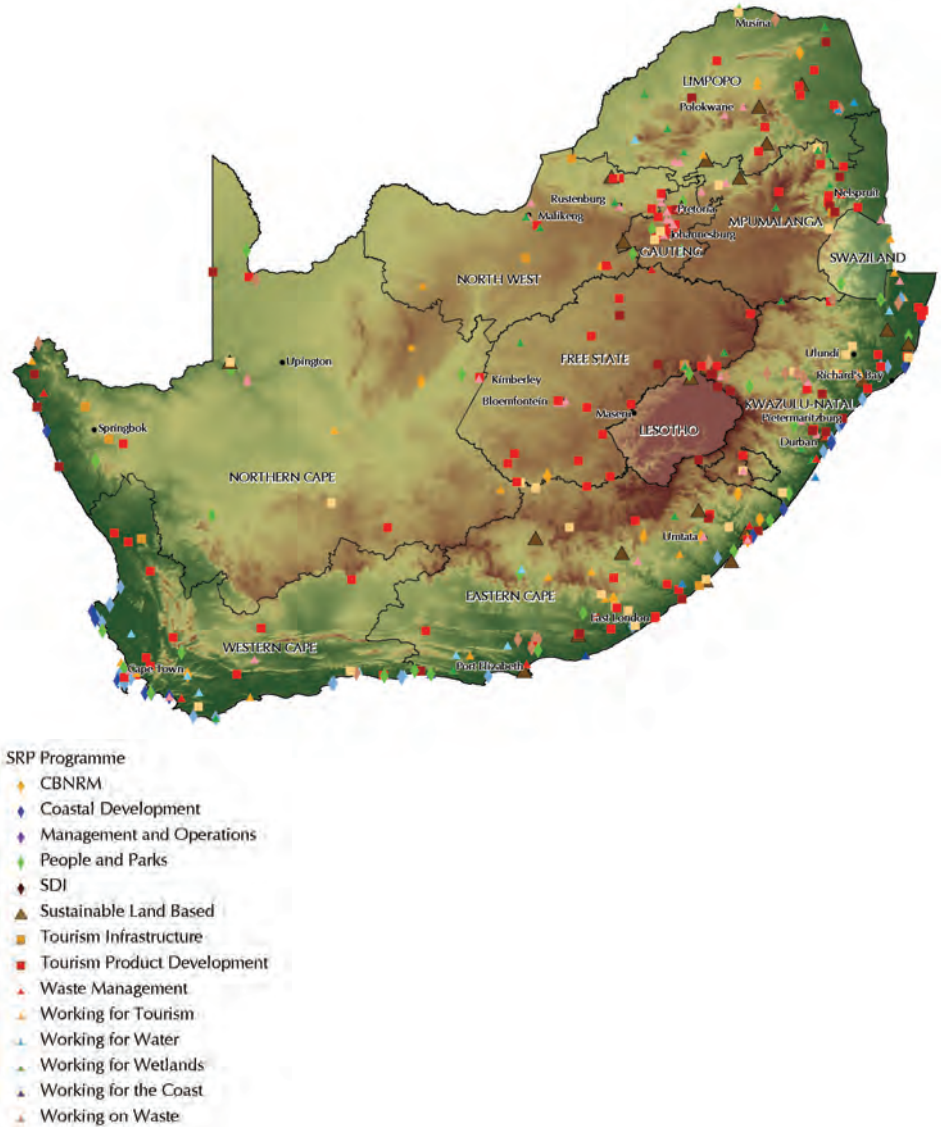 Musina
LIMPOPO
Polokwane
Rustenburg
Nelspruit
Pretoria
Mafikeng
MPUMALANGA
Johannesburg
GAUTENG
SWAZILAND
NORTH WEST
Upington
FREE STATE
Ulundi
Kimberley
Richard's Bay
Bloemfontein
Maseru
KWAZULU-NATAL
Pietermaritzburg
Springbok
LESOTHO
Durban
NORTHERN CAPE
Umtata
EASTERN CAPE
East London
WESTERN CAPE
Cape Town
Port Elizabeth
SRP Programme
CBNRM
Coastal Development
Management and Operations
People and Parks
SDI
Sustainable Land Based
Tourism Infrastructure
Tourism Product Development
Waste Management
Working for Tourism
Working for Water
Working for Wetlands
Working for the Coast
Working on Waste